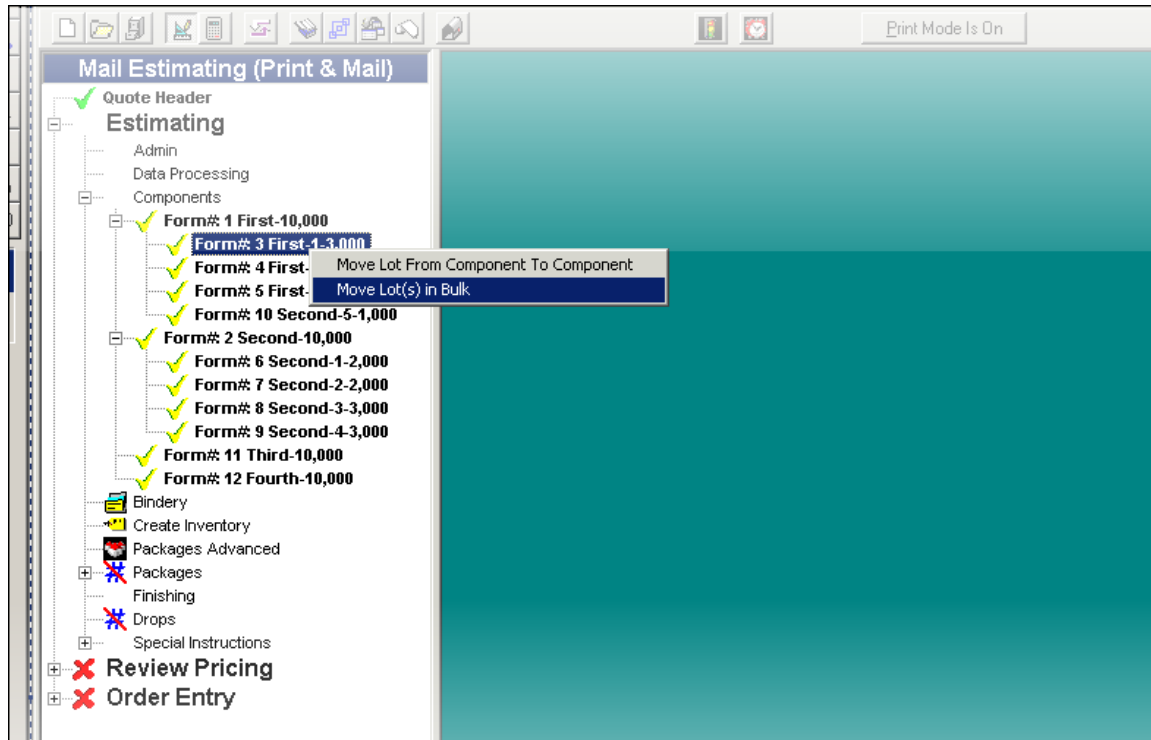 Print Mode Is On
Mail Estimating (Print & Mail)
Quote Header
Estimating
Admin
Data Processing
Components
Form#: 1 First-10,000
Form#: 3 First-1-3,000
Form#: 4 First-
Form#: 5 First-
Form#: 10 Second-5-1,000
Move Lot From Component To Component
Move Lot(s) in Bulk
Form#: 2 Second-10,000
Form#: 6 Second-1-2,000
Form#: 7 Second-2-2,000
Form#: 8 Second-3-3,000
Form#: 9 Second-4-3,000
Form#: 11 Third-10,000
Form#: 12 Fourth-10,000
Bindery
Create Inventory
Packages Advanced
Packages
Finishing
Drops
Special Instructions
Review Pricing
Order Entry